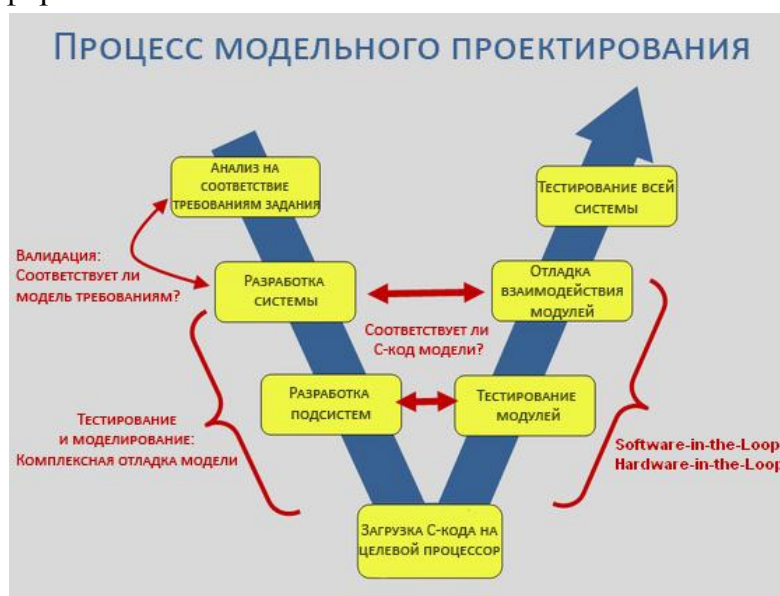 ПРОЦЕСС МОДЕЛЬНОГО ПРОЕКТИРОВАНИЯ
АНАЛИЗ НА
СООТВЕТСТВИЕ
ТРЕБОВАНИЯМ ЗАДАНИЯ
ТЕСТИРОВАНИЕ ВСЕЙ
СИСТЕМЫ
ВАЛИДАЦИЯ:
СООТВЕТСТВУЕТ ЛИ
МОДЕЛЬ ТРЕБОВАНИЯМ?
РАЗРАБОТКА
СИСТЕМЫ
ОТЛАДКА
ВЗАИМОДЕЙСТВИЯ
МОДУЛЕЙ
СООТВЕТСТВУЕТ ЛИ
С-КОД МОДЕЛИ?
РАЗРАБОТКА
ПОДСИСТЕМ
ТЕСТИРОВАНИЕ
МОДУЛЕЙ
ТЕСТИРОВАНИЕ
И МОДЕЛИРОВАНИЕ:
КОМПЛЕКСНАЯ ОТЛАДКА МОДЕЛИ
Software-in-the-Loop
Hardware-in-the-Loop
ЗАГРУЗКА С-КОДА НА
ЦЕЛЕВОЙ ПРОЦЕССОР